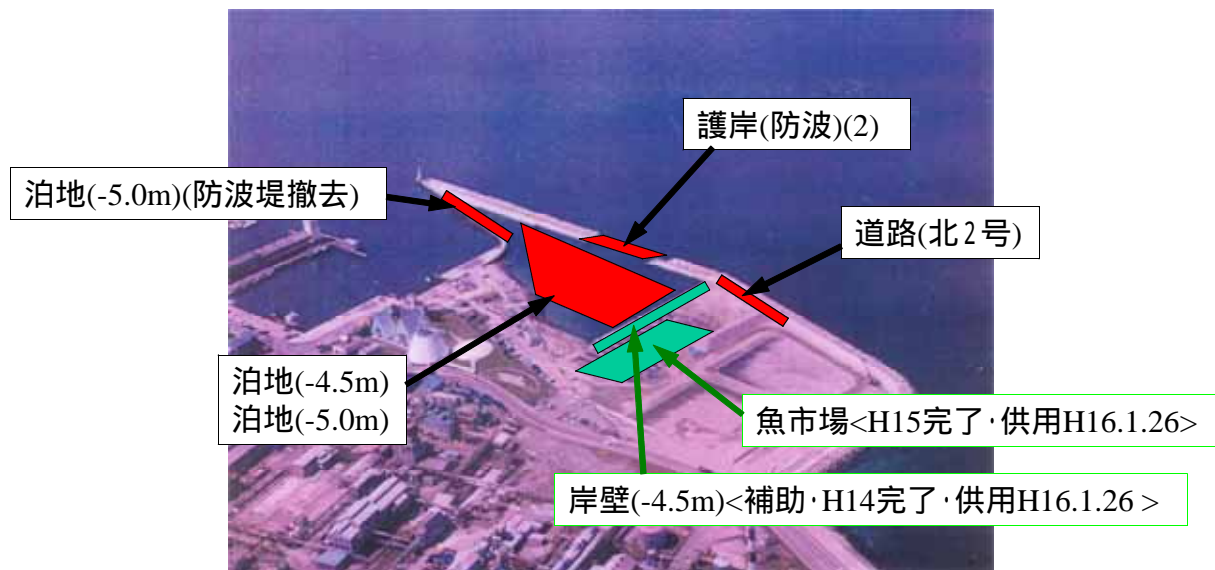 護岸(防波)(2)
泊地(-5.0m)(防波堤撤去)
道路(北2号)
泊地(-4.5m)
泊地(-5.0m)
魚市場<H15完了･供用H16.1.26>
岸壁(-4.5m)<補助･H14完了･供用H16.1.26 >